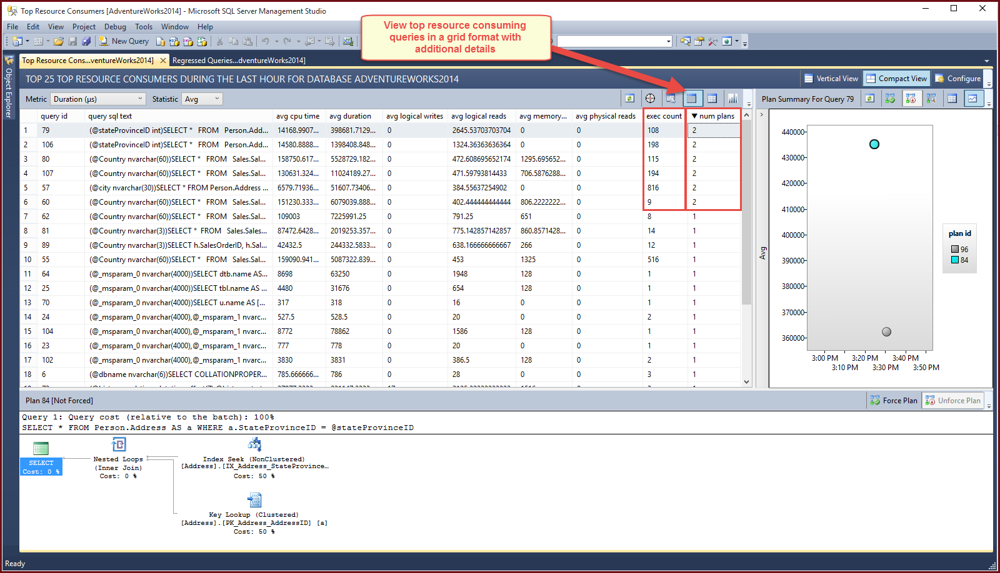 Top Resource Consumers [AdventureWorks2014] - Microsoft SQL Server Management Studio
File Edit View Project Debug Tools Window Help
New Query
View top resource consuming
queries in a grid format with
additional details
Object Explorer
Top Resource Cons...ventureWorks2014] Regressed Queries...dventureWorks2014]
TOP 25 TOP RESOURCE CONSUMERS DURING THE LAST HOUR FOR DATABASE ADVENTUREWORKS2014 Vertical View Compact View Configure
Metric Duration (µs) Statistic Avg Plan Summary For Query 79
query id query sql text avg cpu time avg duration avg logical writes avg logical reads avg memory... avg physical reads exec count num plans
1 79 (@stateProvinceID int)SELECT * FROM Person.Add... 14168.9907... 398681.7129... 0 2645.53703703704 0 0 108 2
2 106 (@stateProvinceID int)SELECT * FROM Person.Add... 14580.8888... 1398408.848... 0 1324.36363636364 0 0 198 2
3 80 (@Country nvarchar(60))SELECT * FROM Sales.Sal... 158750.617... 5528729.182... 0 472.608695652174 1295.695652... 0 115 2
4 107 (@Country nvarchar(60))SELECT * FROM Sales.Sal... 130631.324... 11024189.27... 0 471.59793814433 706.5876288... 0 194 2
5 57 (@city nvarchar(30))SELECT * FROM Person.Address ... 6579.71936... 51607.73406... 0 384.55637254902 0 0 816 2
6 60 (@Country nvarchar(60))SELECT * FROM Sales.Sal... 151230.333... 6079039.888... 0 402.444444444444 806.2222222... 0 9 2
7 62 (@Country nvarchar(60))SELECT * FROM Sales.Sal... 109003 7225991.25 0 791.25 651 0 8 1
8 81 (@Country nvarchar(3))SELECT * FROM Sales.Sales... 87472.6428... 2019253.357... 0 775.142857142857 860.8571428... 0 14 1
9 89 (@Country nvarchar(3))SELECT h.SalesOrderID, h.Sal... 42432.5 244332.5833... 0 638.166666666667 266 0 12 1
10 55 (@Country nvarchar(60))SELECT * FROM Sales.Sal... 159090.941... 5087322.839... 0 453 1325 0 516 1
11 64 (@_msparam_0 nvarchar(4000))SELECT dtb.name AS... 8698 63250 0 1948 128 0 1 1
12 25 (@_msparam_0 nvarchar(4000))SELECT tbl.name AS ... 4480 31676 0 654 128 0 1 1
13 70 (@_msparam_0 nvarchar(4000))SELECT u.name AS [... 317 318 0 16 0 0 1 1
14 24 (@_msparam_0 nvarchar(4000),@_msparam_1 nvarc... 527.5 528.5 0 20 0 0 2 1
15 104 (@_msparam_0 nvarchar(4000),@_msparam_1 nvarc... 8772 78862 0 1586 128 0 1 1
16 23 (@_msparam_0 nvarchar(4000),@_msparam_1 nvarc... 777 778 0 20 0 0 1 1
17 102 (@_msparam_0 nvarchar(4000),@_msparam_1 nvarc... 3830 3831 0 386.5 128 0 2 1
18 6 (@dbname nvarchar(6))SELECT COLLATIONPROPER... 785.666666... 786 0 28 0 0 3 1
Avg
440000
430000
420000
410000
400000
390000
380000
370000
360000
3:00 PM 3:20 PM 3:40 PM
3:10 PM 3:30 PM 3:50 PM
plan id
96
84
Plan 84 [Not Forced] Force Plan Unforce Plan
Query 1: Query cost (relative to the batch): 100%
SELECT * FROM Person.Address AS a WHERE a.StateProvinceID = @stateProvinceID
SELECT
Cost: 0 %
Nested Loops
(Inner Join)
Cost: 0 %
Index Seek (NonClustered)
[Address].[IX_Address_StateProvince...
Cost: 50 %
Key Lookup (Clustered)
[Address].[PK_Address_AddressID] [a]
Cost: 50 %
Ready